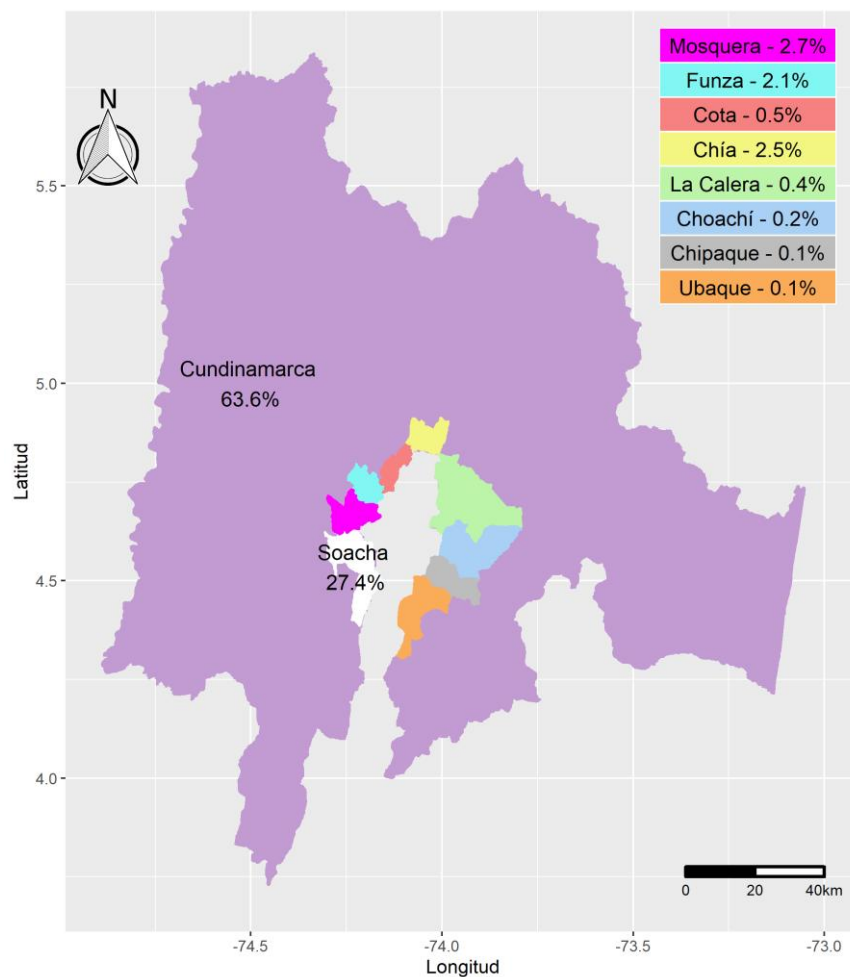 Mosquera - 2.7%
Funza - 2.1%
Cota - 0.5%
Chía - 2.5%
La Calera - 0.4%
Choachí - 0.2%
Chipaque - 0.1%
Ubaque - 0.1%
N
5.5
5.0
4.5
4.0
Latitud
Cundinamarca
63.6%
Soacha
27.4%
0 20 40km
-74.5 -74.0 -73.5 -73.0
Longitud